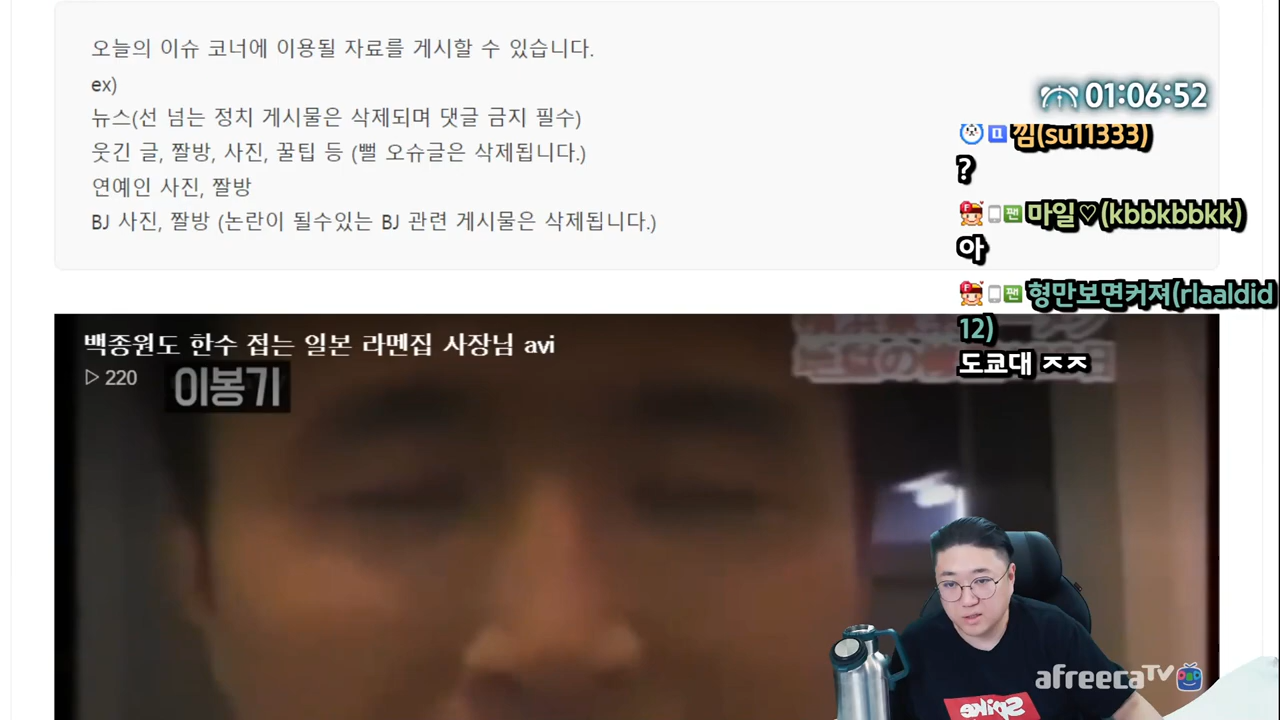 오늘의 이슈 코너에 이용될 자료를 게시할 수 있습니다.
ex)
뉴스(선 넘는 정치 게시물은 삭제되며 댓글 금지 필수)
웃긴 글, 짤방, 사진, 꿀팁 등 (뻘 오슈글은 삭제됩니다.)
연예인 사진, 짤방
BJ 사진, 짤방 (논란이 될수있는 BJ 관련 게시물은 삭제됩니다.)
01:06:52
낌(su11333)
?
팬 마일♡(kbbkbbkk)
아
팬 형만보면커져(rlaaldid
12)
도쿄대 ㅈㅈ
백종원도 한수 접는 일본 라멘집 사장님 avi
220
이봉기
Spike
afreecaTV